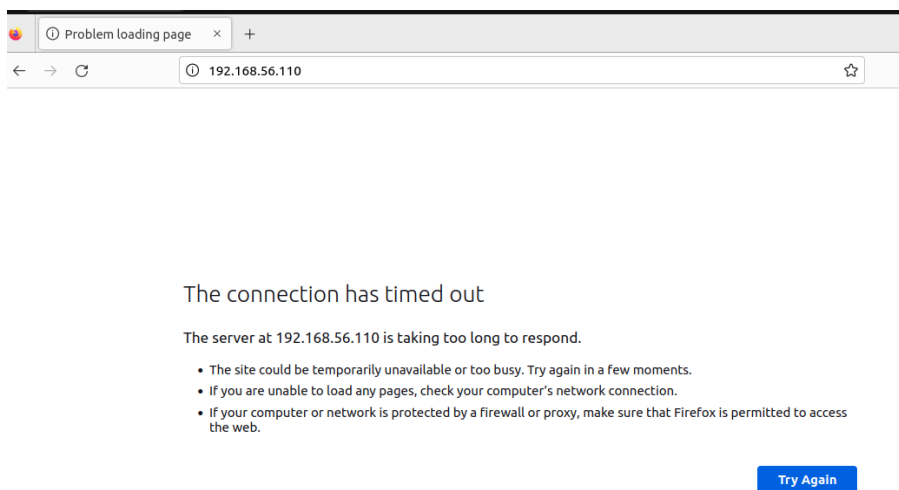 Problem loading page
192.168.56.110
The connection has timed out
The server at 192.168.56.110 is taking too long to respond.
• The site could be temporarily unavailable or too busy. Try again in a few moments.
• If you are unable to load any pages, check your computer’s network connection.
• If your computer or network is protected by a firewall or proxy, make sure that Firefox is permitted to access
the web.
Try Again